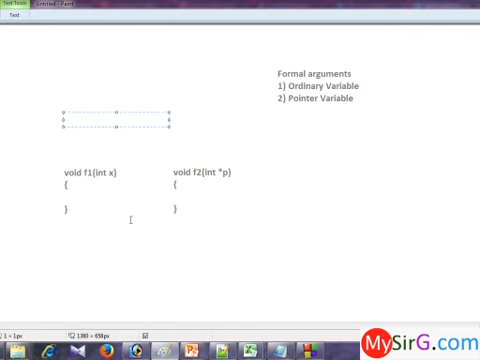 Text Tools Untitled - Paint
Text
Formal arguments
1) Ordinary Variable
2) Pointer Variable
void f1(int x) void f2(int *p)
{ {
} }
1 × 1px 1380 × 658px
MySirG.com